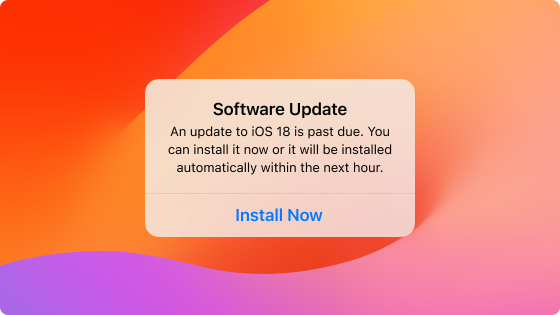 Software Update
An update to iOS 18 is past due. You
can install it now or it will be installed
automatically within the next hour.
Install Now